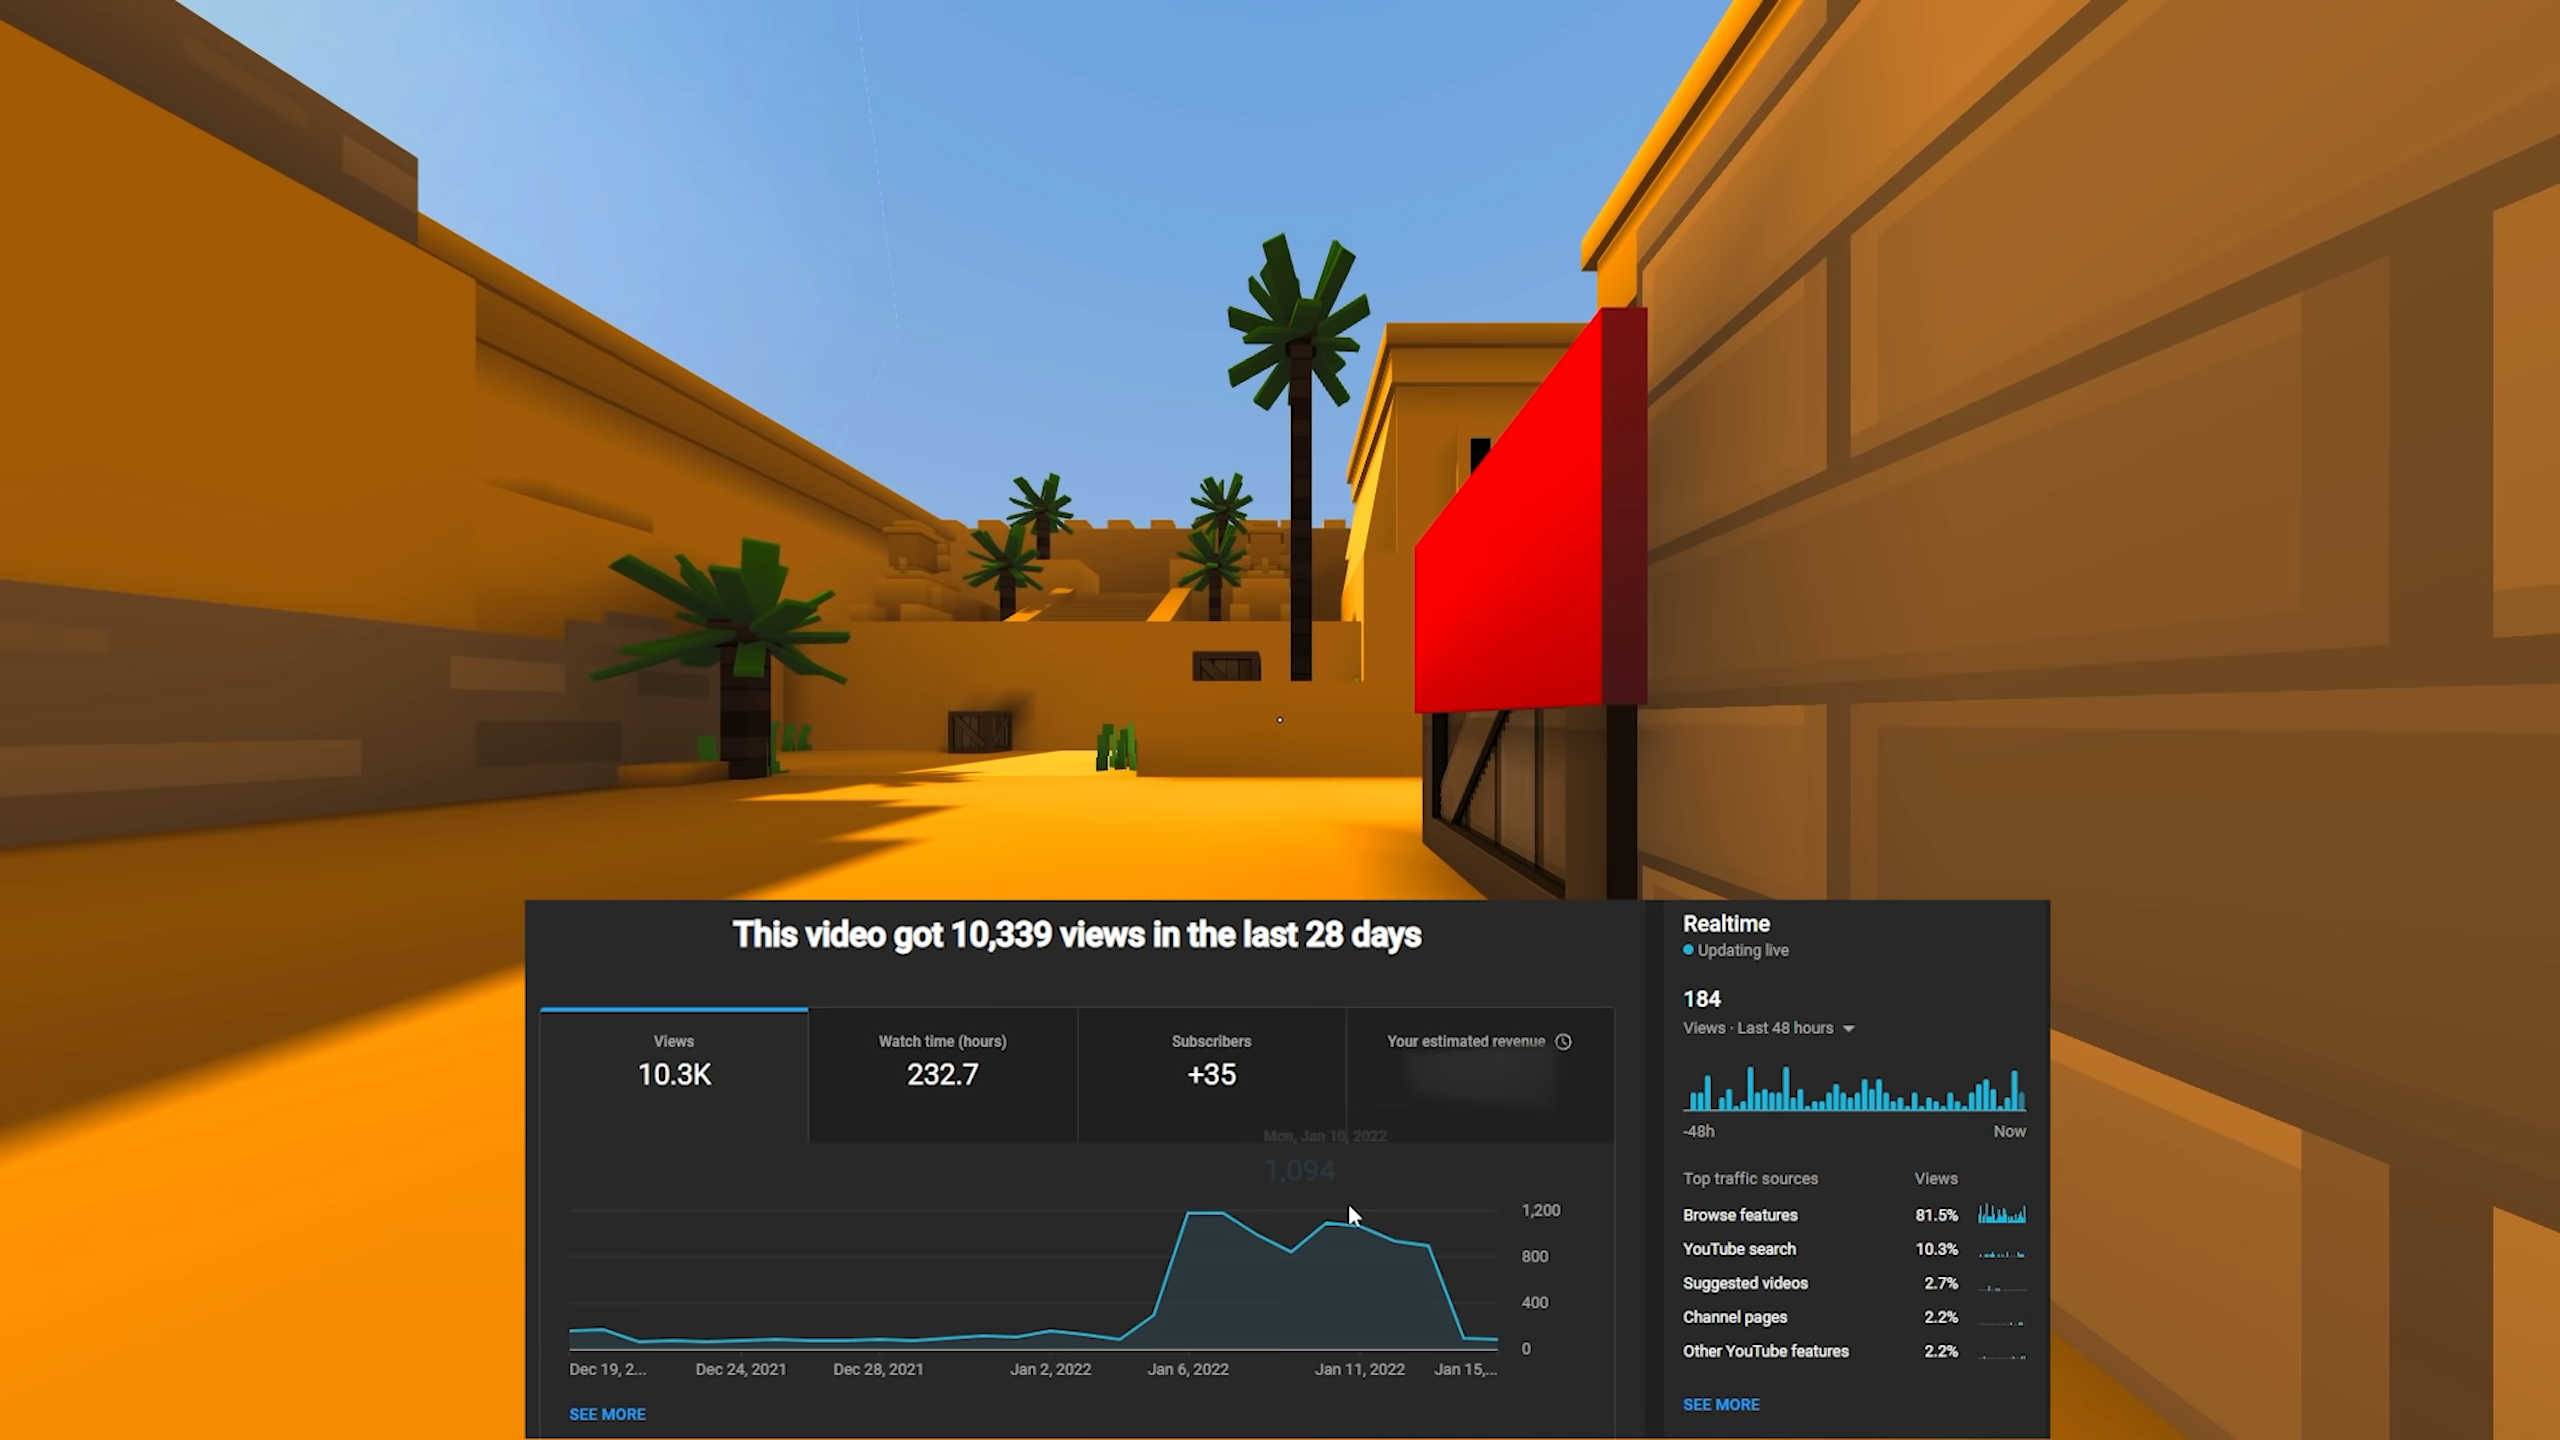 This video got 10,339 views in the last 28 days
Views
10.3K
Watch time (hours)
232.7
Subscribers
+35
Your estimated revenue
Mon, Jan 10, 2022
1,094
1,200
800
400
0
Dec 19, 2...
Dec 24, 2021
Dec 28, 2021
Jan 2, 2022
Jan 6, 2022
Jan 11, 2022
Jan 15,...
SEE MORE
Realtime
Updating live
184
Views · Last 48 hours
-48h
Now
Top traffic sources Views
Browse features 81.5%
YouTube search 10.3%
Suggested videos 2.7%
Channel pages 2.2%
Other YouTube features 2.2%
SEE MORE